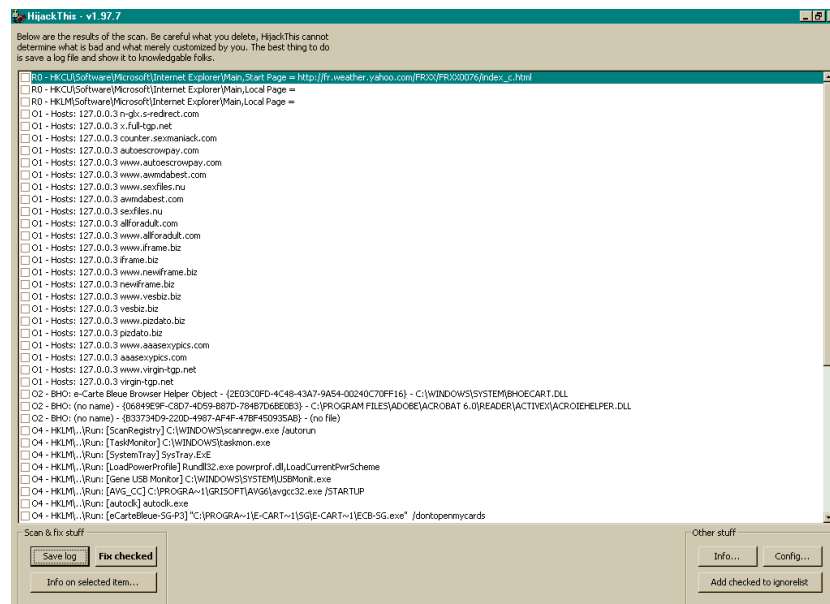 HijackThis - v1.97.7
Below are the results of the scan. Be careful what you delete, HijackThis cannot
determine what is bad and what merely customized by you. The best thing to do
is save a log file and show it to knowledgable folks.
R0 - HKCU\Software\Microsoft\Internet Explorer\Main,Start Page = http://fr.weather.yahoo.com/FRXX/FRXX0076/index_c.html
R0 - HKCU\Software\Microsoft\Internet Explorer\Main,Local Page =
R0 - HKLM\Software\Microsoft\Internet Explorer\Main,Local Page =
O1 - Hosts: 127.0.0.3 n-glx.s-redirect.com
O1 - Hosts: 127.0.0.3 x.full-tgp.net
O1 - Hosts: 127.0.0.3 counter.sexmaniack.com
O1 - Hosts: 127.0.0.3 autoescrowpay.com
O1 - Hosts: 127.0.0.3 www.autoescrowpay.com
O1 - Hosts: 127.0.0.3 www.awmdabest.com
O1 - Hosts: 127.0.0.3 www.sexfiles.nu
O1 - Hosts: 127.0.0.3 awmdabest.com
O1 - Hosts: 127.0.0.3 sexfiles.nu
O1 - Hosts: 127.0.0.3 allforadult.com
O1 - Hosts: 127.0.0.3 www.allforadult.com
O1 - Hosts: 127.0.0.3 www.iframe.biz
O1 - Hosts: 127.0.0.3 iframe.biz
O1 - Hosts: 127.0.0.3 www.newiframe.biz
O1 - Hosts: 127.0.0.3 newiframe.biz
O1 - Hosts: 127.0.0.3 www.vesbiz.biz
O1 - Hosts: 127.0.0.3 vesbiz.biz
O1 - Hosts: 127.0.0.3 www.pizdato.biz
O1 - Hosts: 127.0.0.3 pizdato.biz
O1 - Hosts: 127.0.0.3 www.aaasexypics.com
O1 - Hosts: 127.0.0.3 aaasexypics.com
O1 - Hosts: 127.0.0.3 www.virgin-tgp.net
O1 - Hosts: 127.0.0.3 virgin-tgp.net
O2 - BHO: e-Carte Bleue Browser Helper Object - {2E03C0FD-4C48-43A7-9A54-00240C70FF16} - C:\WINDOWS\SYSTEM\BHOECART.DLL
O2 - BHO: (no name) - {06849E9F-C8D7-4D59-B87D-784B7D6BE0B3} - C:\PROGRAM FILES\ADOBE\ACROBAT 6.0\READER\ACTIVEX\ACROIEHELPER.DLL
O2 - BHO: (no name) - {B33734D9-220D-4987-AF4F-47BF450935AB} - (no file)
O4 - HKLM\..\Run: [ScanRegistry] C:\WINDOWS\scanregw.exe /autorun
O4 - HKLM\..\Run: [TaskMonitor] C:\WINDOWS\taskmon.exe
O4 - HKLM\..\Run: [SystemTray] SysTray.ExE
O4 - HKLM\..\Run: [LoadPowerProfile] Rundll32.exe powrprof.dll,LoadCurrentPwrScheme
O4 - HKLM\..\Run: [Gene USB Monitor] C:\WINDOWS\SYSTEM\USBMonit.exe
O4 - HKLM\..\Run: [AVG_CC] C:\PROGRA~1\GRISOFT\AVG6\avgcc32.exe /STARTUP
O4 - HKLM\..\Run: [autoclk] autoclk.exe
O4 - HKLM\..\Run: [eCarteBleue-SG-P3] "C:\PROGRA~1\E-CART~1\SG\E-CART~1\ECB-SG.exe" /dontopenmycards
Scan & fix stuff
Other stuff
Save log
Fix checked
Info...
Config...
Info on selected item...
Add checked to ignorelist